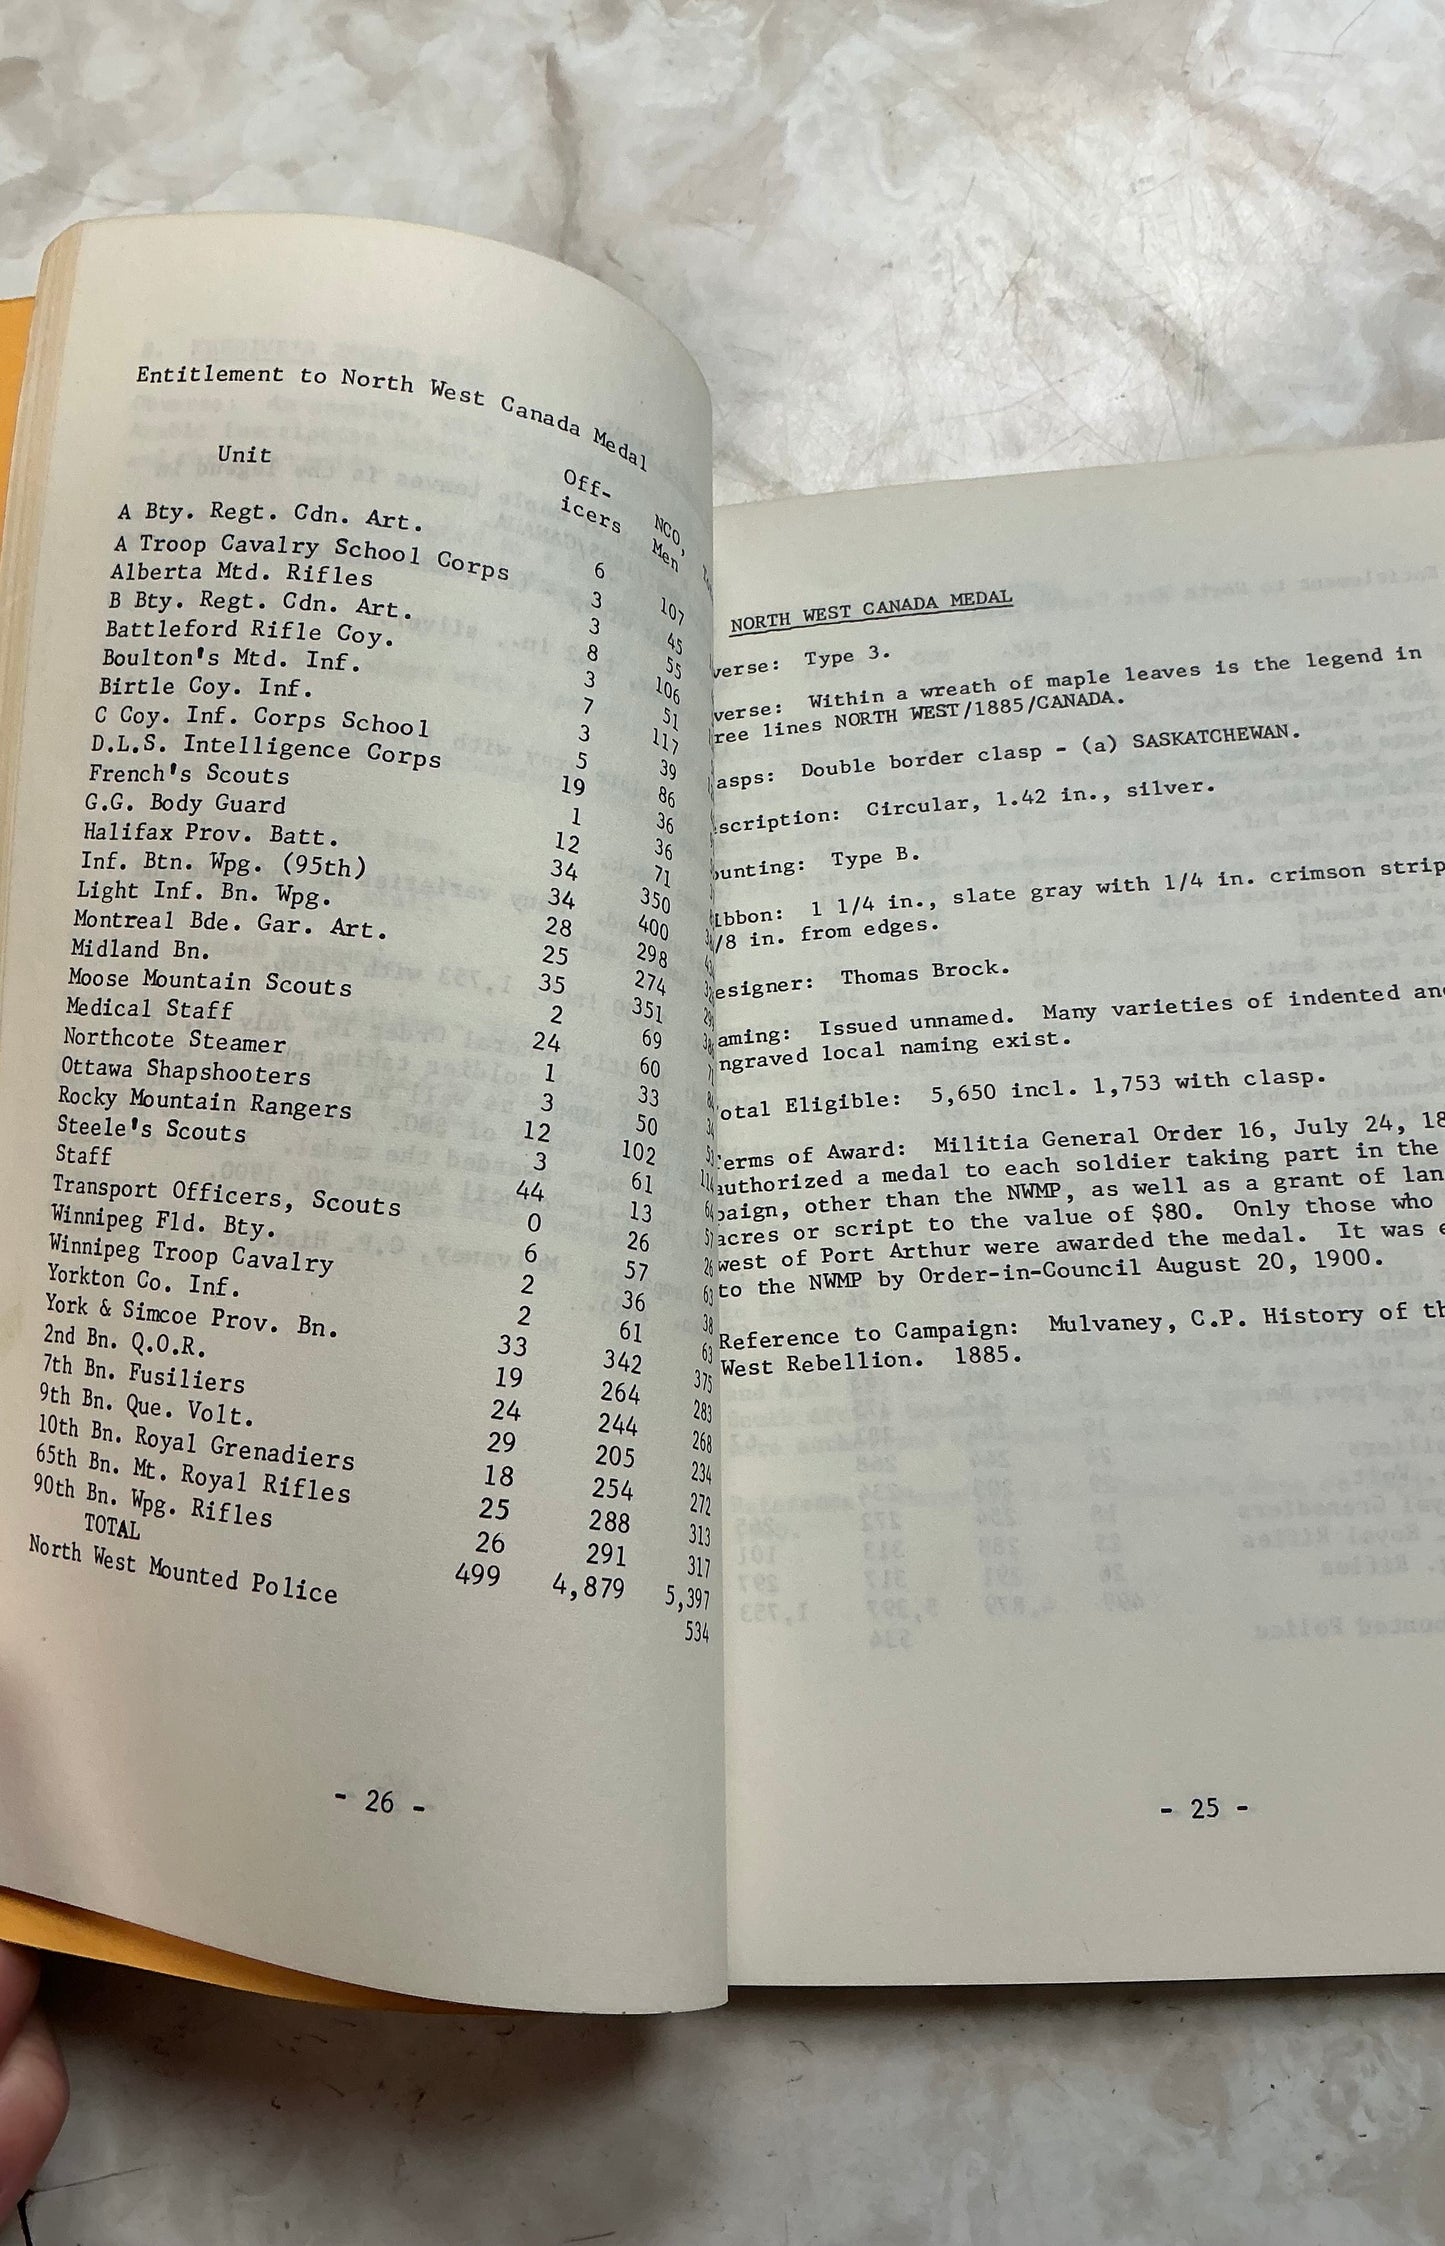 Entitlement to North West Canada Medal
Unit Off-icers NCO, Men
A Bty. Regt. Cdn. Art. 6 107
A Troop Cavalry School Corps 3 45
Alberta Mtd. Rifles 3 55
B Bty. Regt. Cdn. Art. 8 106
Battleford Rifle Coy. 3 51
Boulton's Mtd. Inf. 7 117
Birtle Coy. Inf. 3 39
C Coy. Inf. Corps School 5 86
D.L.S. Intelligence Corps 19 36
French's Scouts 1 36
G.G. Body Guard 12 71
Halifax Prov. Batt. 34 350
Inf. Btn. Wpg. (95th) 34 400
Light Inf. Bn. Wpg. 28 298
Montreal Bde. Gar. Art. 25 274
Midland Bn. 35 351
Moose Mountain Scouts 2 69
Medical Staff 24 60
Northcote Steamer 1 33
Ottawa Shapshooters 3 50
Rocky Mountain Rangers 12 102 114
Steele's Scouts 3 61 64
Staff 44 13 57
Transport Officers, Scouts 0 26 26
Winnipeg Fld. Bty. 6 57 63
Winnipeg Troop Cavalry 2 36 38
Yorkton Co. Inf. 2 61 63
York & Simcoe Prov. Bn. 33 342 375
2nd Bn. Q.O.R. 19 264 283
7th Bn. Fusiliers 24 244 268
9th Bn. Que. Volt. 29 205 234
10th Bn. Royal Grenadiers 18 254 272
65th Bn. Mt. Royal Rifles 25 288 313
90th Bn. Wpg. Rifles 26 291 317
TOTAL 499 4,879 5,397
North West Mounted Police 534
- 26 -
NORTH WEST CANADA MEDAL
verse: Type 3.
verse: Within a wreath of maple leaves is the legend in
ree lines NORTH WEST/1885/CANADA.
asps: Double border clasp - (a) SASKATCHEWAN.
scription: Circular, 1.42 in., silver.
ounting: Type B.
ibbon: 1 1/4 in., slate gray with 1/4 in. crimson strip
/8 in. from edges.
esigner: Thomas Brock.
aming: Issued unnamed. Many varieties of indented and
ngraved local naming exist.
otal Eligible: 5,650 incl. 1,753 with clasp.
Terms of Award: Militia General Order 16, July 24, 18
authorized a medal to each soldier taking part in the
paign, other than the NWMP, as well as a grant of lan
acres or script to the value of $80. Only those who
west of Port Arthur were awarded the medal. It was e
to the NWMP by Order-in-Council August 20, 1900.
Reference to Campaign: Mulvaney, C.P. History of th
West Rebellion. 1885.
- 25 -